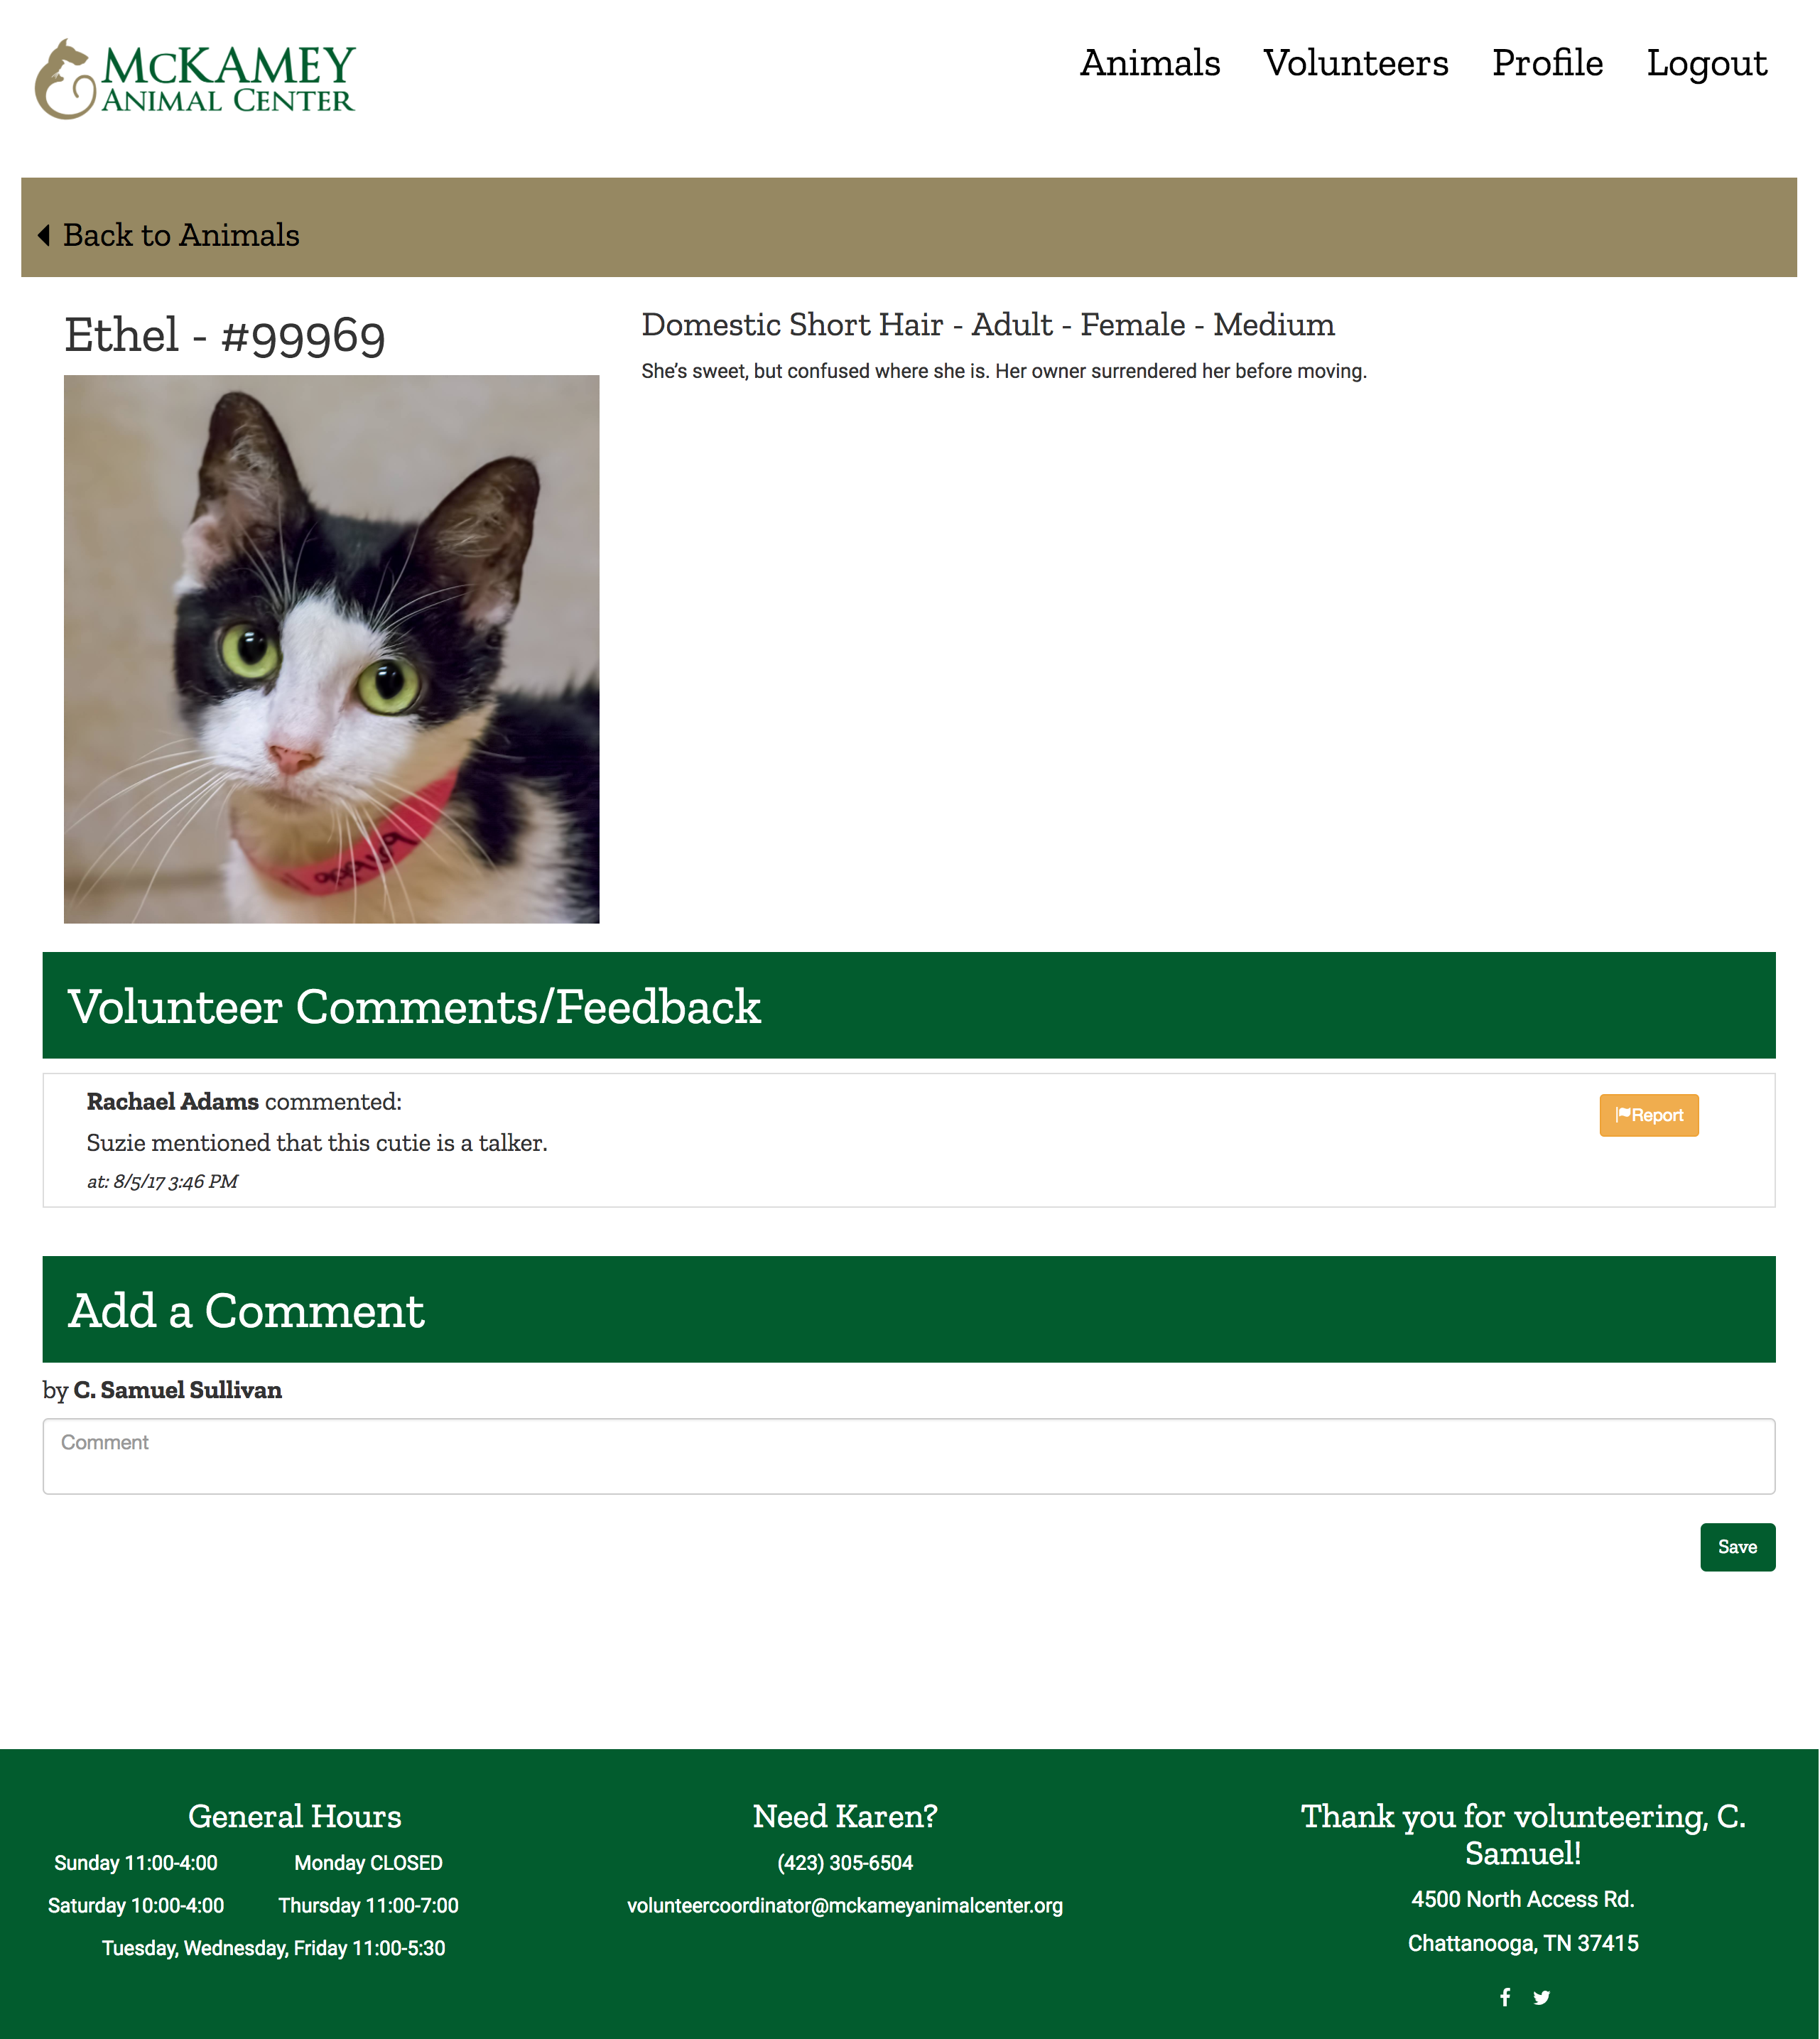 McKAMEY
ANIMAL CENTER
Animals Volunteers Profile Logout
Back to Animals
Ethel - #99969
Domestic Short Hair - Adult - Female - Medium
She's sweet, but confused where she is. Her owner surrendered her before moving.
Volunteer Comments/Feedback
Rachael Adams commented:
Report
Suzie mentioned that this cutie is a talker.
at: 8/5/17 3:46 PM
Add a Comment
by C. Samuel Sullivan
Comment
Save
General Hours
Sunday 11:00-4:00 Monday CLOSED
Saturday 10:00-4:00 Thursday 11:00-7:00
Tuesday, Wednesday, Friday 11:00-5:30
Need Karen?
(423) 305-6504
volunteercoordinator@mckameyanimalcenter.org
Thank you for volunteering, C.
Samuel!
4500 North Access Rd.
Chattanooga, TN 37415